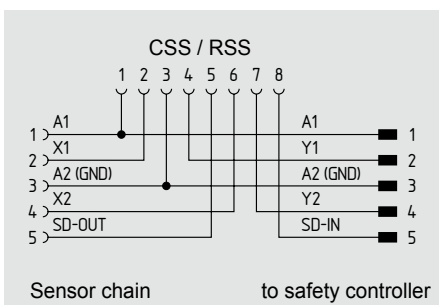 CSS / RSS
1 2 3 4 5 6 7 8
1 A1 A1 1
2 X1 Y1 2
3 A2 (GND) A2 (GND) 3
4 X2 Y2 4
5 SD-OUT SD-IN 5
Sensor chain to safety controller